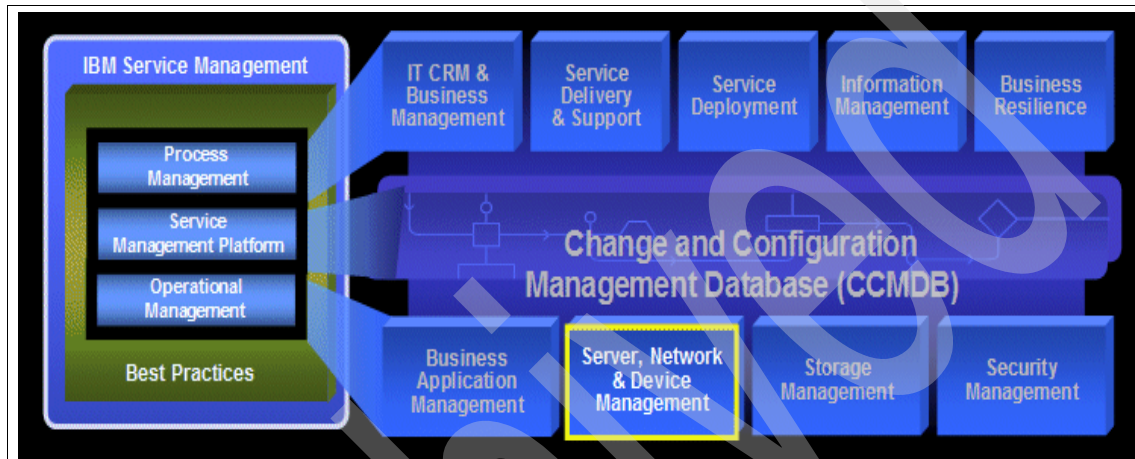 IBM Service Management
Process
Management
Service
Management Platform
Operational
Management
Best Practices
IT CRM &
Business
Management
Service
Delivery
& Support
Service
Deployment
Information
Management
Business
Resilience
Change and Configuration
Management Database (CCMDB)
Business
Application
Management
Server, Network
& Device
Management
Storage
Management
Security
Management